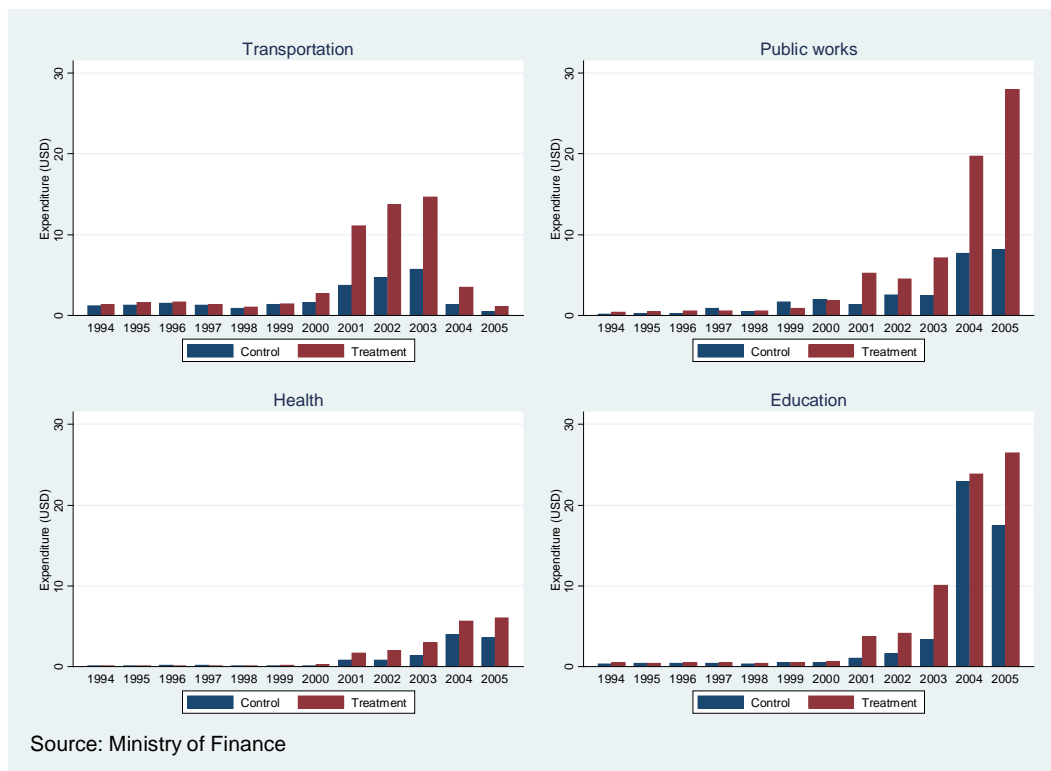 Transportation
Expenditure (USD)
30
20
10
0
1994 1995 1996 1997 1998 1999 2000 2001 2002 2003 2004 2005
Control Treatment
Public works
Expenditure (USD)
30
20
10
0
1994 1995 1996 1997 1998 1999 2000 2001 2002 2003 2004 2005
Control Treatment
Health
Expenditure (USD)
30
20
10
0
1994 1995 1996 1997 1998 1999 2000 2001 2002 2003 2004 2005
Control Treatment
Education
Expenditure (USD)
30
20
10
0
1994 1995 1996 1997 1998 1999 2000 2001 2002 2003 2004 2005
Control Treatment
Source: Ministry of Finance